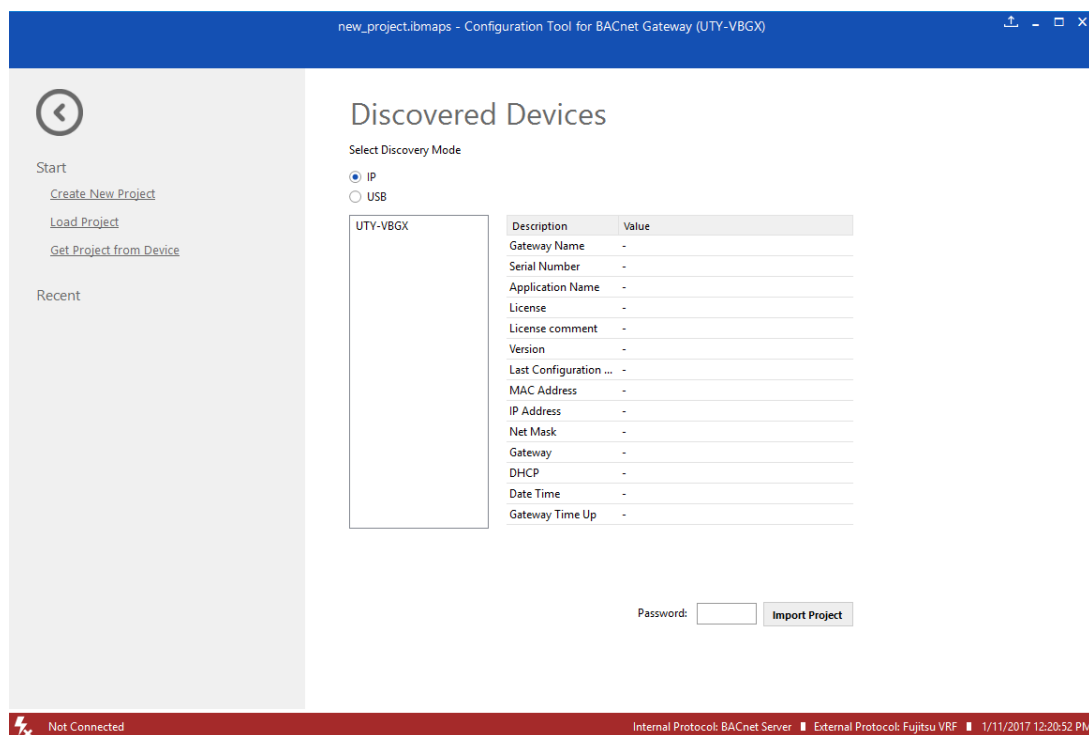 new_project.ibmaps - Configuration Tool for BACnet Gateway (UTY-VBGX)
Start
Create New Project
Load Project
Get Project from Device
Recent
Discovered Devices
Select Discovery Mode
IP
USB
UTY-VBGX
Description Value
Gateway Name -
Serial Number -
Application Name -
License -
License comment -
Version -
Last Configuration ... -
MAC Address -
IP Address -
Net Mask -
Gateway -
DHCP -
Date Time -
Gateway Time Up -
Password: Import Project
Not Connected Internal Protocol: BACnet Server External Protocol: Fujitsu VRF 1/11/2017 12:20:52 PM